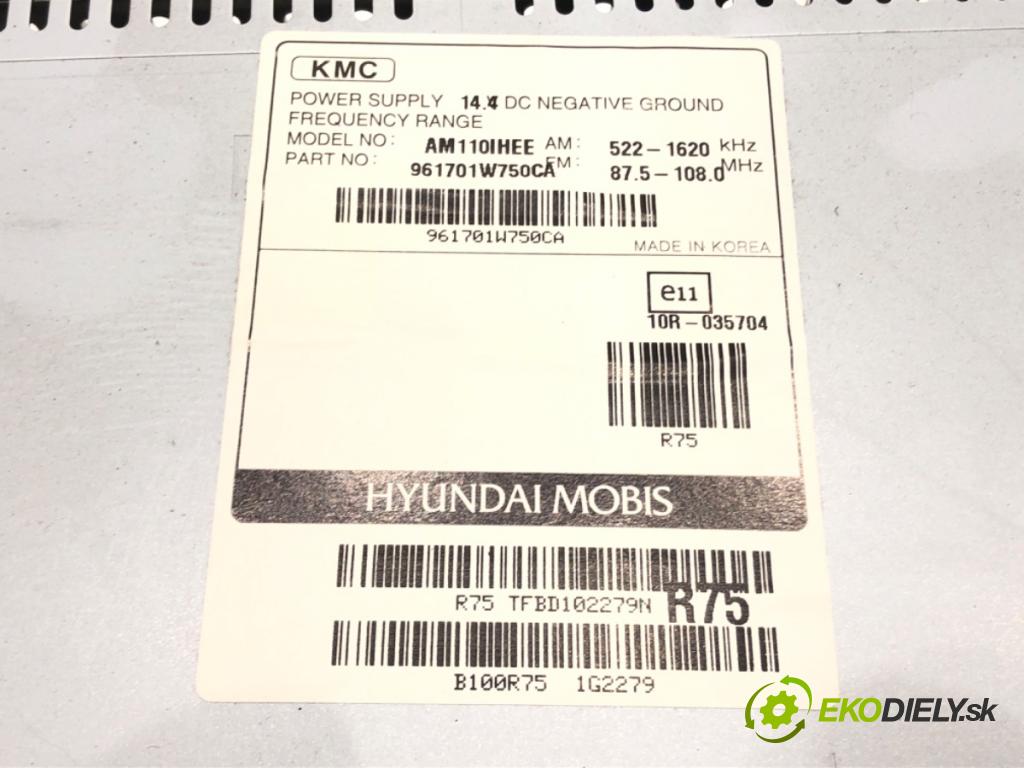 KMC
POWER SUPPLY 14.4 DC NEGATIVE GROUND
FREQUENCY RANGE
MODEL NO: AM110IHEE AM: 522-1620 kHz
PART NO: 961701W750CA FM: 87.5-108.0 MHz
961701W750CA
MADE IN KOREA
e11
10R-035704
R75
HYUNDAI MOBIS
R75 TFBD102279N R75
B100R75 1G2279
EKODIELY.sk